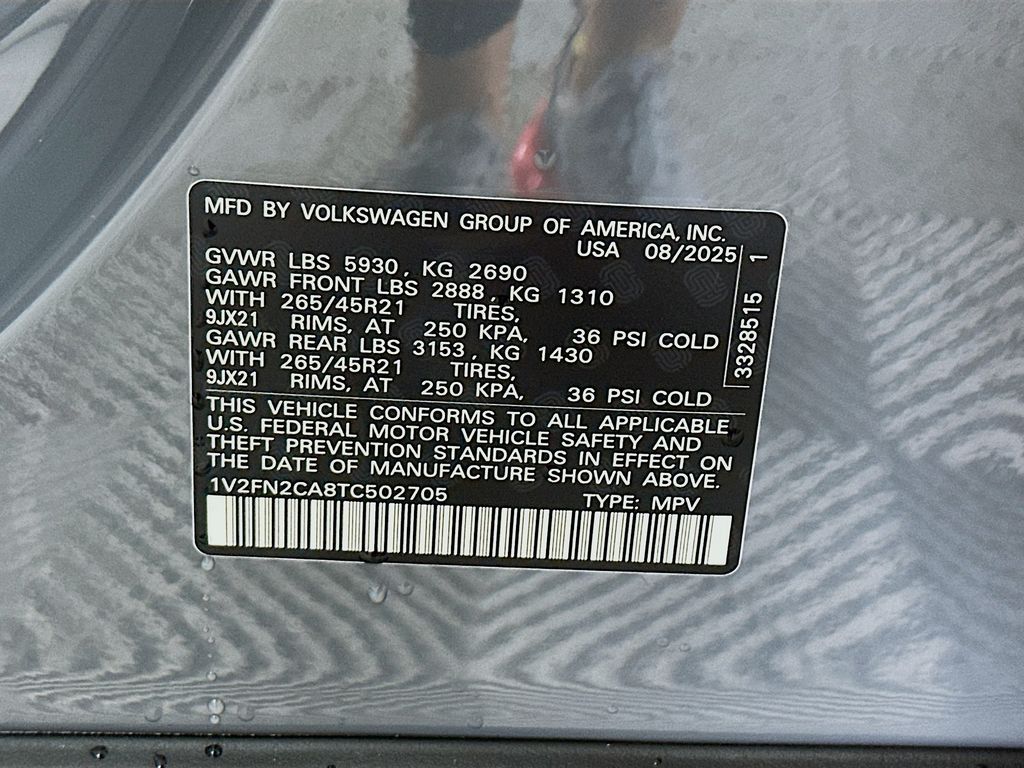 MFD BY VOLKSWAGEN GROUP OF AMERICA, INC.
USA 08/2025
GVWR LBS 5930, KG 2690
GAWR FRONT LBS 2888, KG 1310
WITH 265/45R21 TIRES,
9JX21 RIMS, AT 250 KPA, 36 PSI COLD
GAWR REAR LBS 3153, KG 1430
WITH 265/45R21 TIRES,
9JX21 RIMS, AT 250 KPA, 36 PSI COLD
THIS VEHICLE CONFORMS TO ALL APPLICABLE
U.S. FEDERAL MOTOR VEHICLE SAFETY AND
THEFT PREVENTION STANDARDS IN EFFECT ON
THE DATE OF MANUFACTURE SHOWN ABOVE.
1V2FN2CA8TC502705 TYPE: MPV
3328515 1